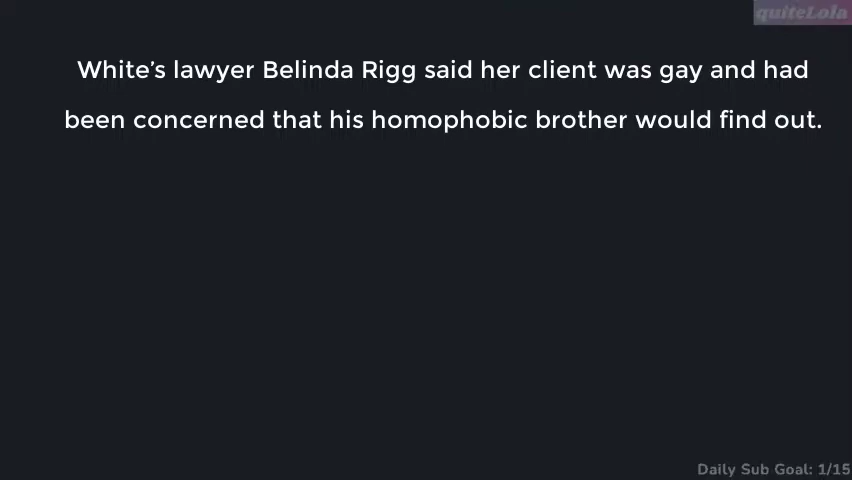 quiteLola
White’s lawyer Belinda Rigg said her client was gay and had
been concerned that his homophobic brother would find out.
Daily Sub Goal: 1/15